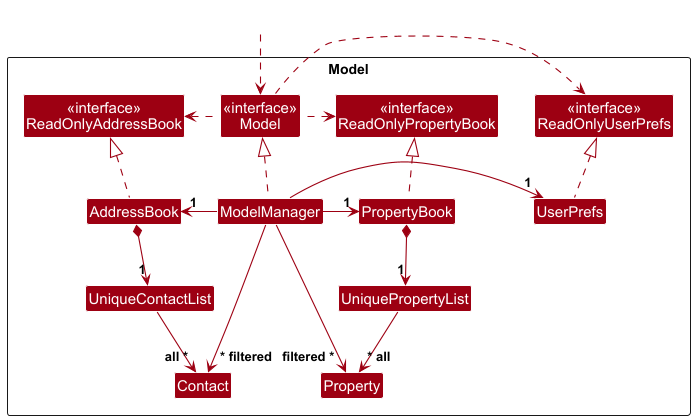 Model
«interface»
ReadOnlyAddressBook
«interface»
Model
«interface»
ReadOnlyPropertyBook
«interface»
ReadOnlyUserPrefs
1
AddressBook
1
ModelManager
1
PropertyBook
UserPrefs
1
1
UniqueContactList
UniquePropertyList
all *
* filtered
filtered *
* all
Contact
Property